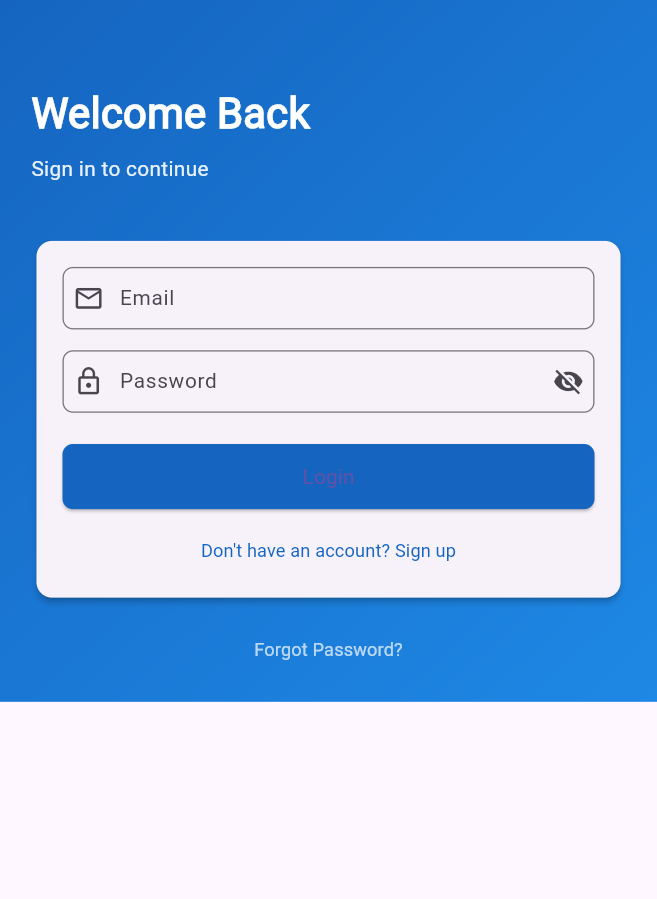 Welcome Back
Sign in to continue
Email
Password
Login
Don't have an account? Sign up
Forgot Password?